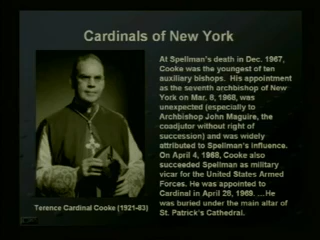 Cardinals of New York
At Spellman's death in Dec. 1967,
Cooke was the youngest of ten
auxiliary bishops. His appointment
as the seventh archbishop of New
York on Mar. 8, 1968, was
unexpected (especially to
Archbishop John Maguire, the
coadjutor without right of
succession) and was widely
attributed to Spellman's influence.
On April 4, 1968, Cooke also
succeeded Spellman as military
vicar for the United States Armed
Forces. He was appointed to
Cardinal in April 28, 1969. ...He
was buried under the main altar of
St. Patrick's Cathedral.
Terence Cardinal Cooke (1921-83)